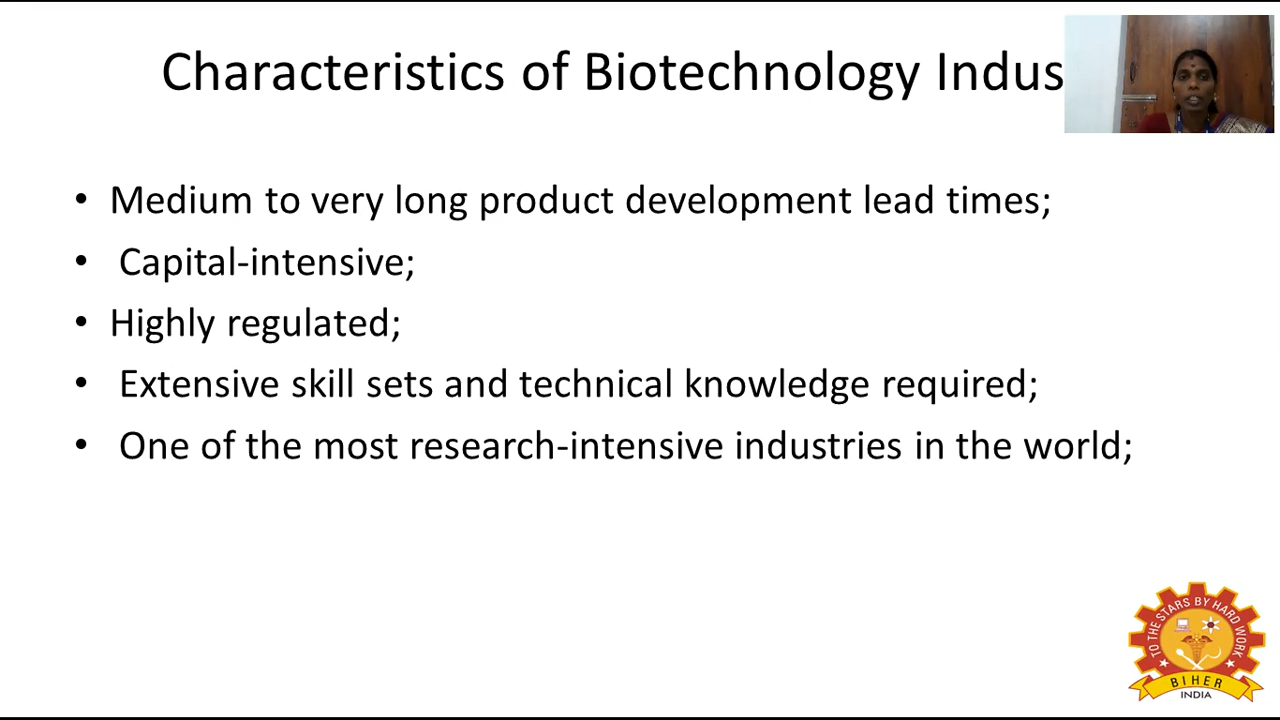 Characteristics of Biotechnology Indus
• Medium to very long product development lead times;
• Capital-intensive;
• Highly regulated;
• Extensive skill sets and technical knowledge required;
• One of the most research-intensive industries in the world;
TO THE STARS BY HARD WORK
BIHER
INDIA